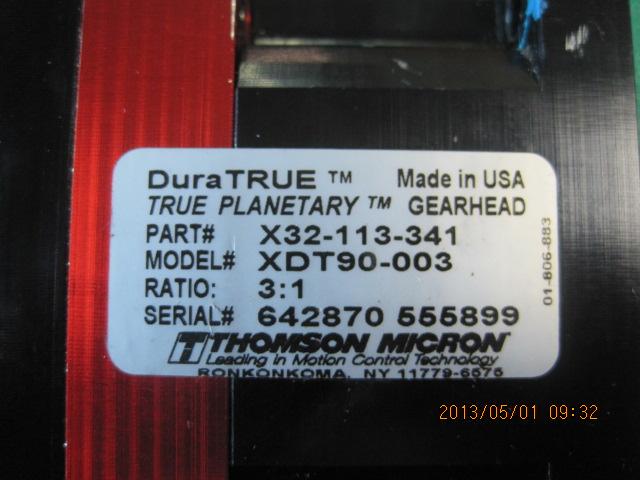 DuraTRUE ™ Made in USA
TRUE PLANETARY ™ GEARHEAD
PART# X32-113-341
MODEL# XDT90-003
RATIO: 3:1
SERIAL# 642870 555899
THOMSON MICRON
Leading in Motion Control Technology
RONKONKOMA, NY 11779-6575
01-806-883
2013/05/01 09:32